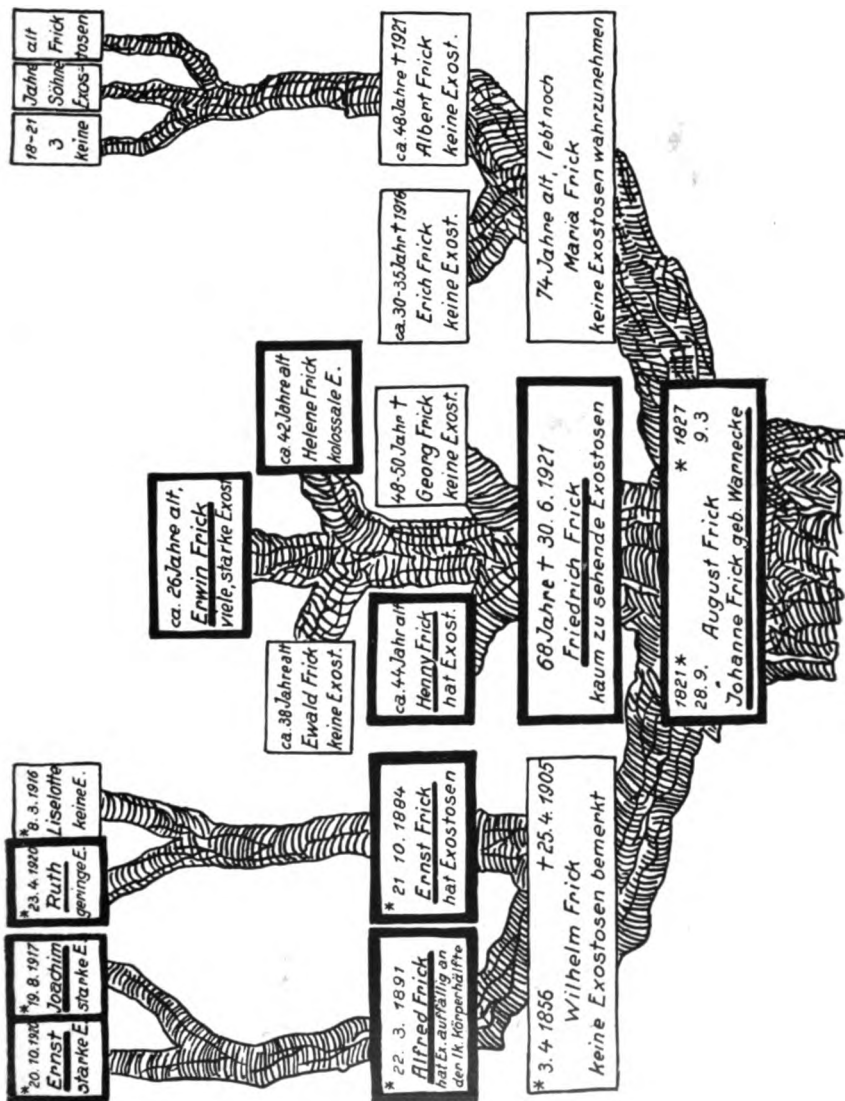 * 20. 10. 1920
Ernst
starke E.
* 19. 8. 1917
Joachim
starke E.
* 23. 4. 1920
Ruth
geringe E.
* 8. 3. 1916
Liselotte
keine E.
18-21 Jahre alt
3 Söhne Frick
keine Exostosen
ca. 26 Jahre alt,
Erwin Frick
viele, starke Exost
ca. 38 Jahre alt
Ewald Frick
keine Exost.
ca. 42 Jahre alt
Helene Frick
kolossale E.
* 22. 3. 1891
Alfred Frick
hat Ex. auffällig an
der lk. Körperhälfte
* 21 10. 1884
Ernst Frick
hat Exostosen
ca. 44 Jahr alt
Henny Frick
hat Exost.
48-50 Jahr †
Georg Frick
keine Exost.
ca. 30-35 Jahr † 1916
Erich Frick
keine Exost.
ca. 48 Jahre † 1921
Albert Frick
keine Exost.
* 3. 4 1856 † 25. 4. 1905
Wilhelm Frick
keine Exostosen bemerkt
68 Jahre † 30. 6. 1921
Friedrich Frick
kaum zu sehende Exostosen
74 Jahre alt, lebt noch
Maria Frick
keine Exostosen wahrzunehmen
1821 * * 1827
28. 9. August Frick 9. 3
Johanne Frick geb. Warnecke